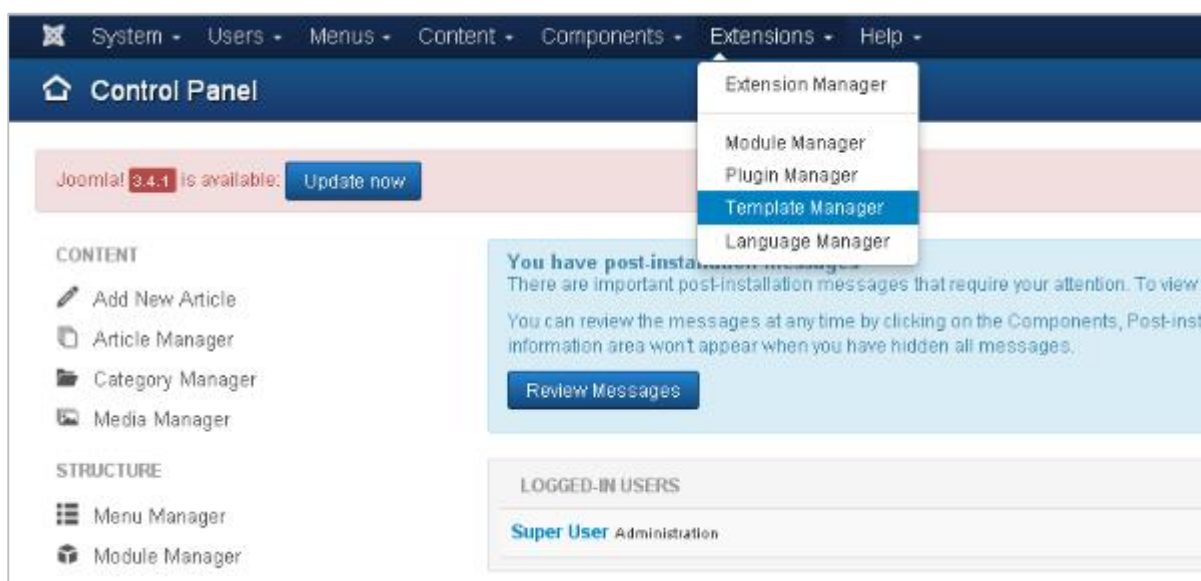 System Users Menus Content Components Extensions Help
Control Panel
Extension Manager
Module Manager
Plugin Manager
Template Manager
Language Manager
Joomla! 3.4.1 is available: Update now
CONTENT
Add New Article
Article Manager
Category Manager
Media Manager
STRUCTURE
Menu Manager
Module Manager
You have post-installation messages
There are important post-installation messages that require your attention. To view
You can review the messages at any time by clicking on the Components, Post-inst
information area won't appear when you have hidden all messages.
Review Messages
LOGGED-IN USERS
Super User Administration